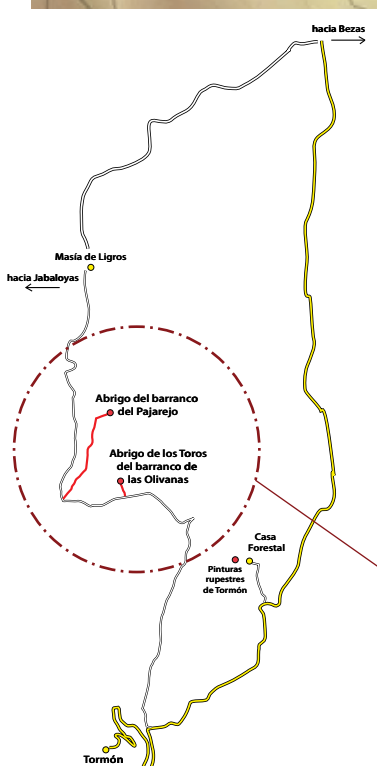 hacia Bezas
Masía de Ligros
hacia Jabaloyas
Abrigo del barranco
del Pajarejo
Abrigo de los Toros
del barranco de
las Olivanas
Casa
Forestal
Pinturas
rupestres
de Tormón
Tormón